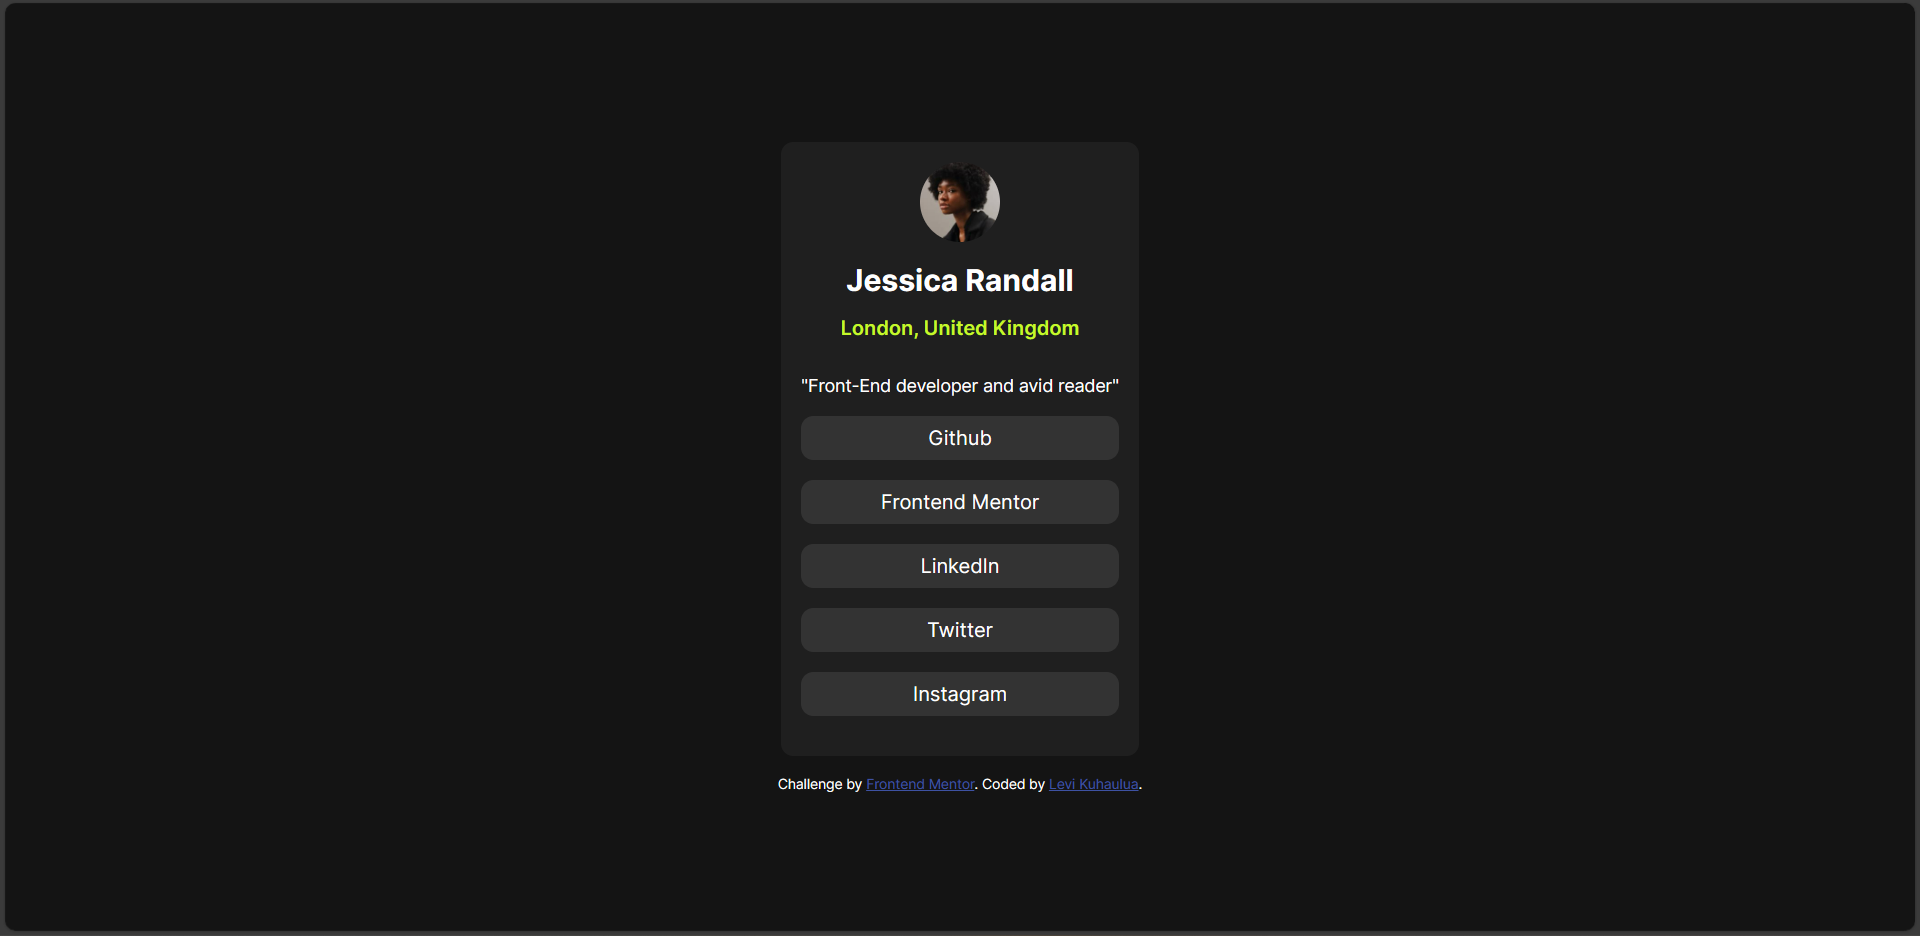 Jessica Randall
London, United Kingdom
"Front-End developer and avid reader"
Github
Frontend Mentor
LinkedIn
Twitter
Instagram
Challenge by Frontend Mentor. Coded by Levi Kuhaulua.